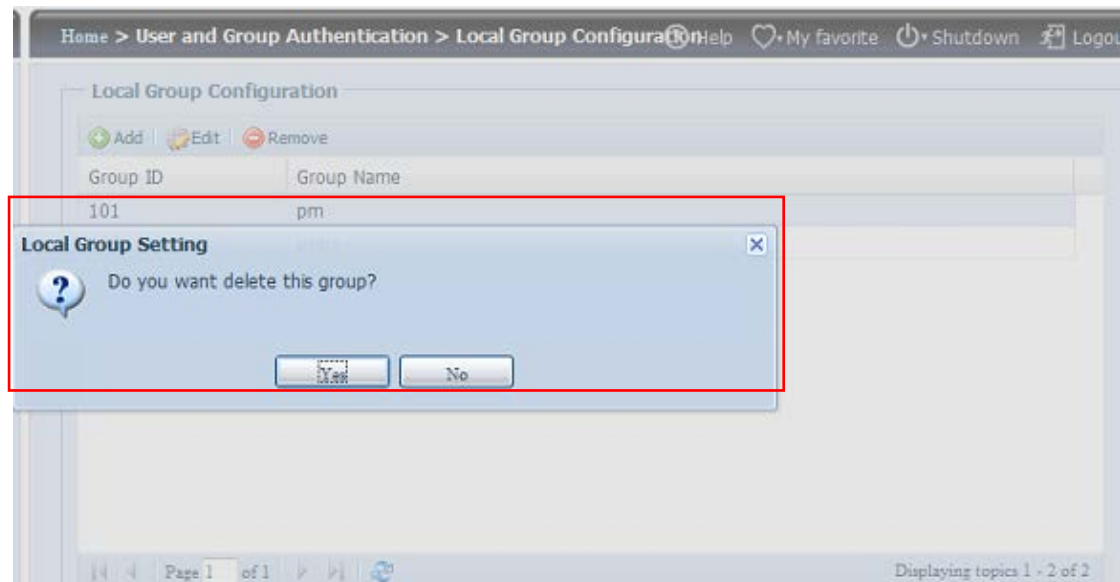 Home > User and Group Authentication > Local Group Configuration Help My favorite Shutdown Logou
Local Group Configuration
Add Edit Remove
Group ID Group Name
101 pm
Local Group Setting
Do you want delete this group?
Yes No
Page 1 of 1 Displaying topics 1 - 2 of 2